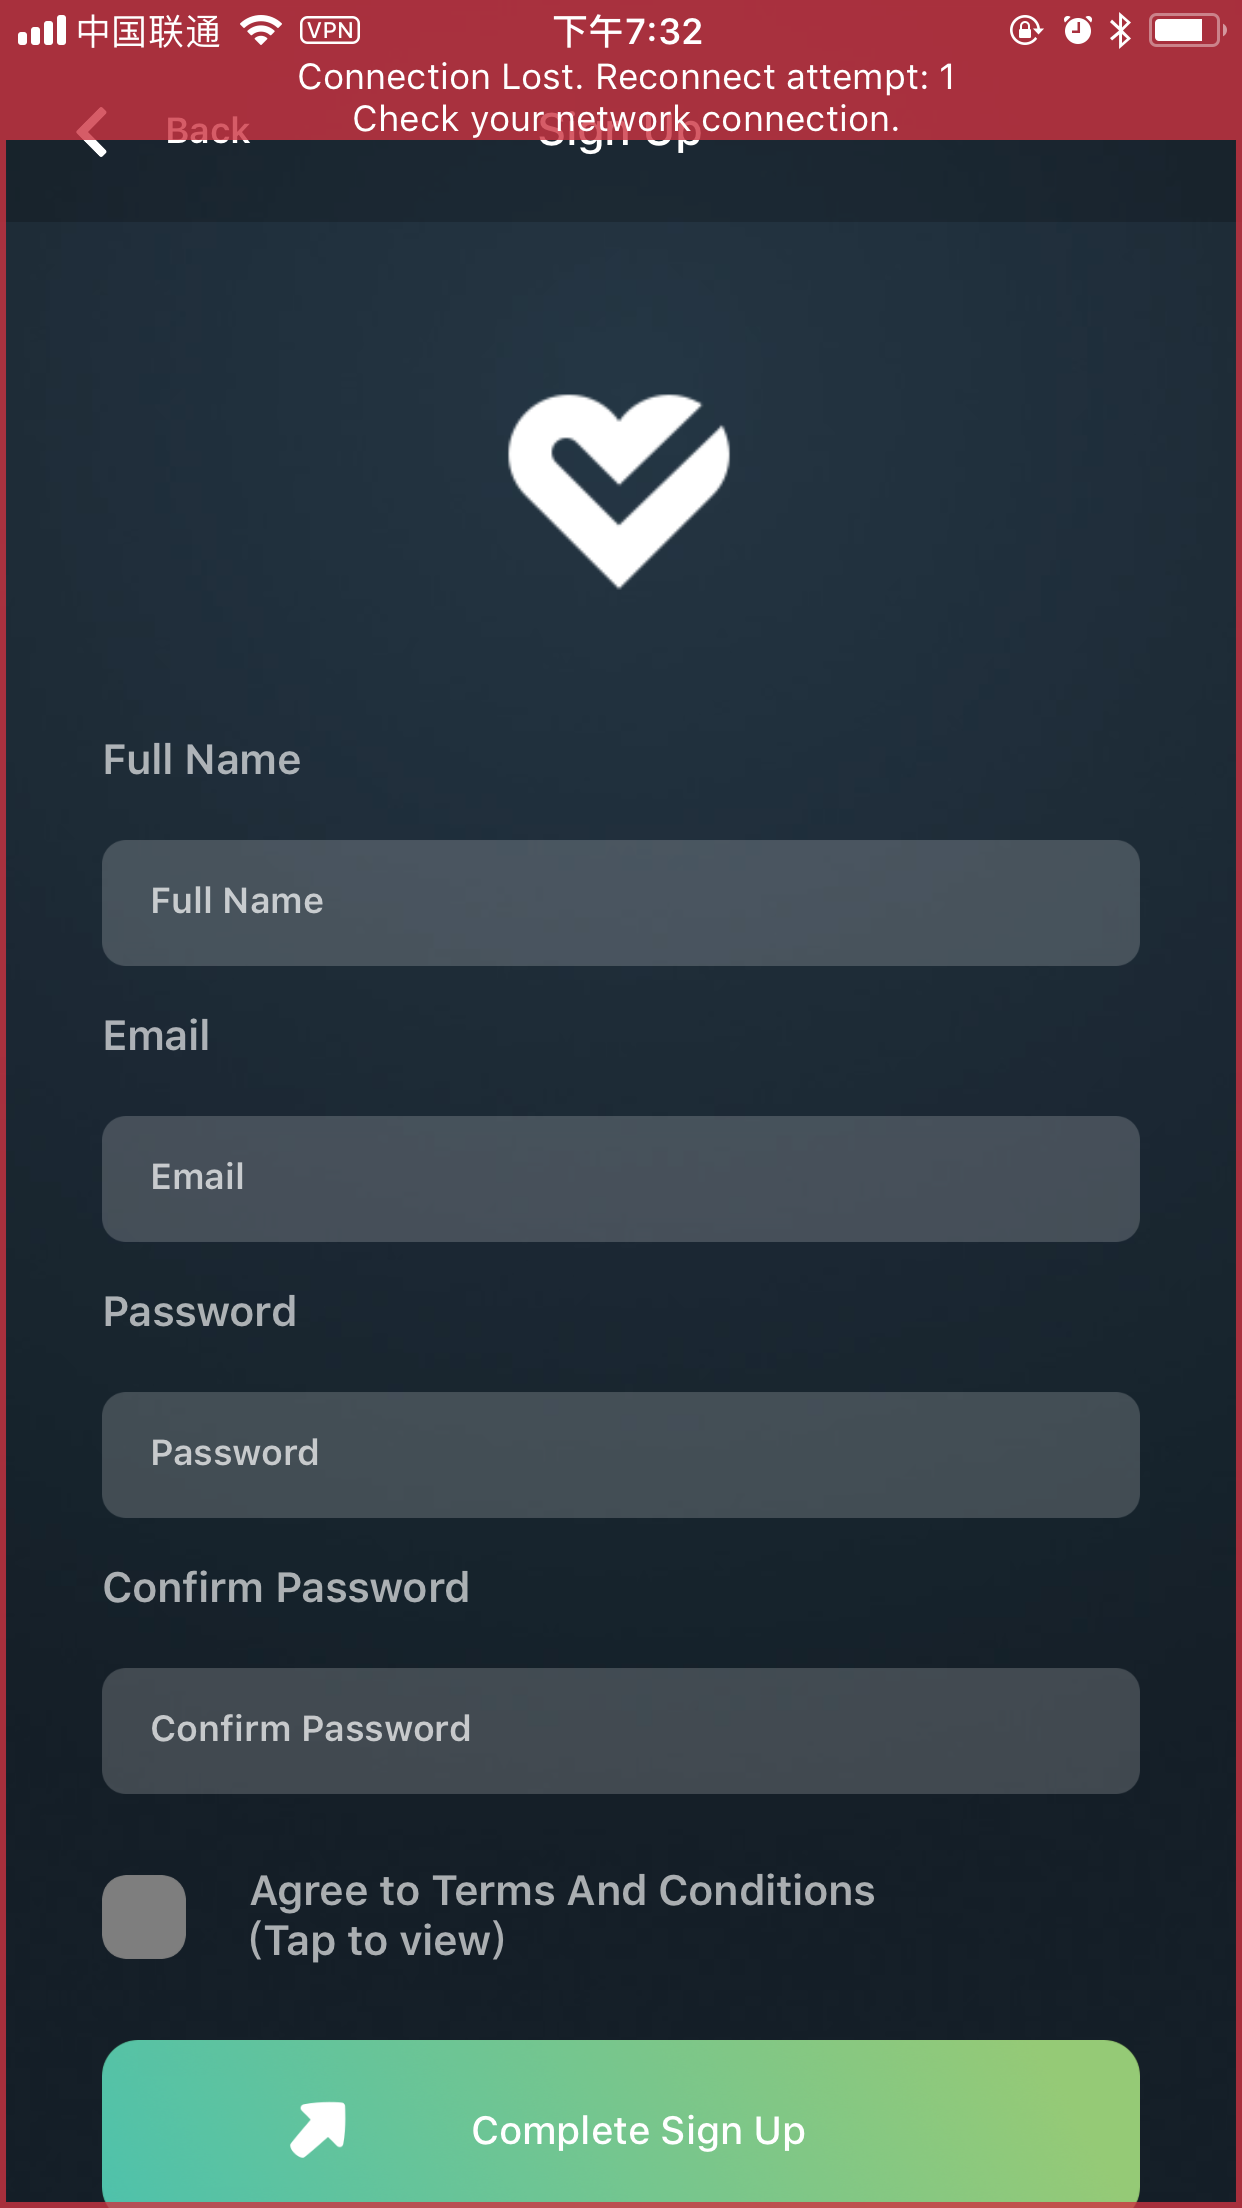 中国联通 VPN 下午7:32
Connection Lost. Reconnect attempt: 1
Check your network connection.
Back Sign Up
Full Name
Full Name
Email
Email
Password
Password
Confirm Password
Confirm Password
Agree to Terms And Conditions
(Tap to view)
Complete Sign Up